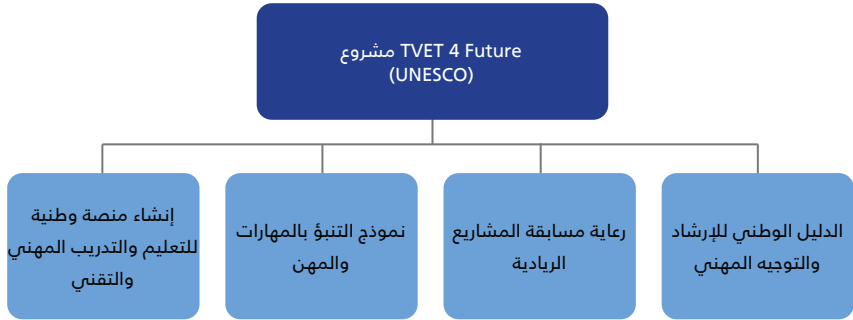 مشروع TVET 4 Future
(UNESCO)
الدليل الوطني للإرشاد
والتوجيه المهني
رعاية مسابقة المشاريع
الريادية
نموذج التنبؤ بالمهارات
والمهن
إنشاء منصة وطنية
للتعليم والتدريب المهني
والتقني